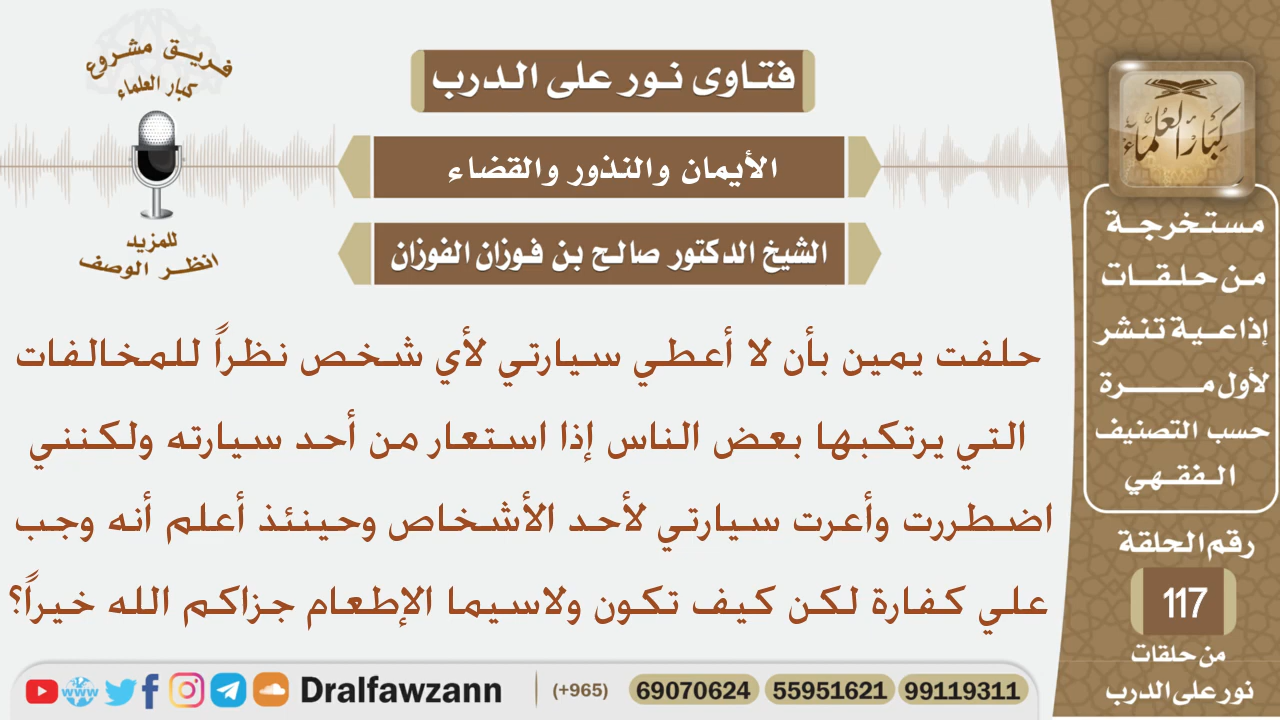 فريق مشروع
كبار العلماء
للمزيد
انظر الوصف
فتاوى نور على الدرب
الأيمان والنذور والقضاء
الشيخ الدكتور صالح بن فوزان الفوزان
حلفت يمين بأن لا أعطي سيارتي لأي شخص نظراً للمخالفات
التي يرتكبها بعض الناس إذا استعار من أحد سيارته ولكنني
اضطررت وأعرت سيارتي لأحد الأشخاص وحينئذ أعلم أنه وجب
علي كفارة لكن كيف تكون ولاسيما الإطعام جزاكم الله خيراً؟
كبار العلماء
مستخرجة
من حلقات
إذاعية تنشر
لأول مرة
حسب التصنيف
الفقهي
رقم الحلقة
117
من حلقات
نور على الدرب
www
Dralfawzann
(+965)
69070624
55951621
99119311